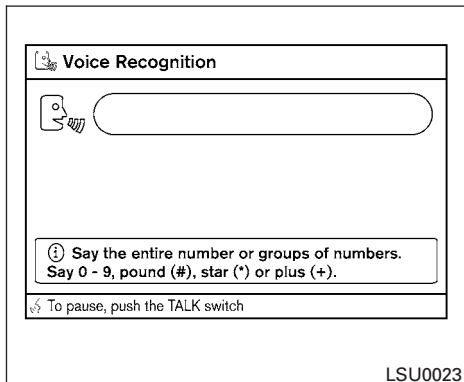 Voice Recognition
Say the entire number or groups of numbers.
Say 0 - 9, pound (#), star (*) or plus (+).
To pause, push the TALK switch
LSU0023